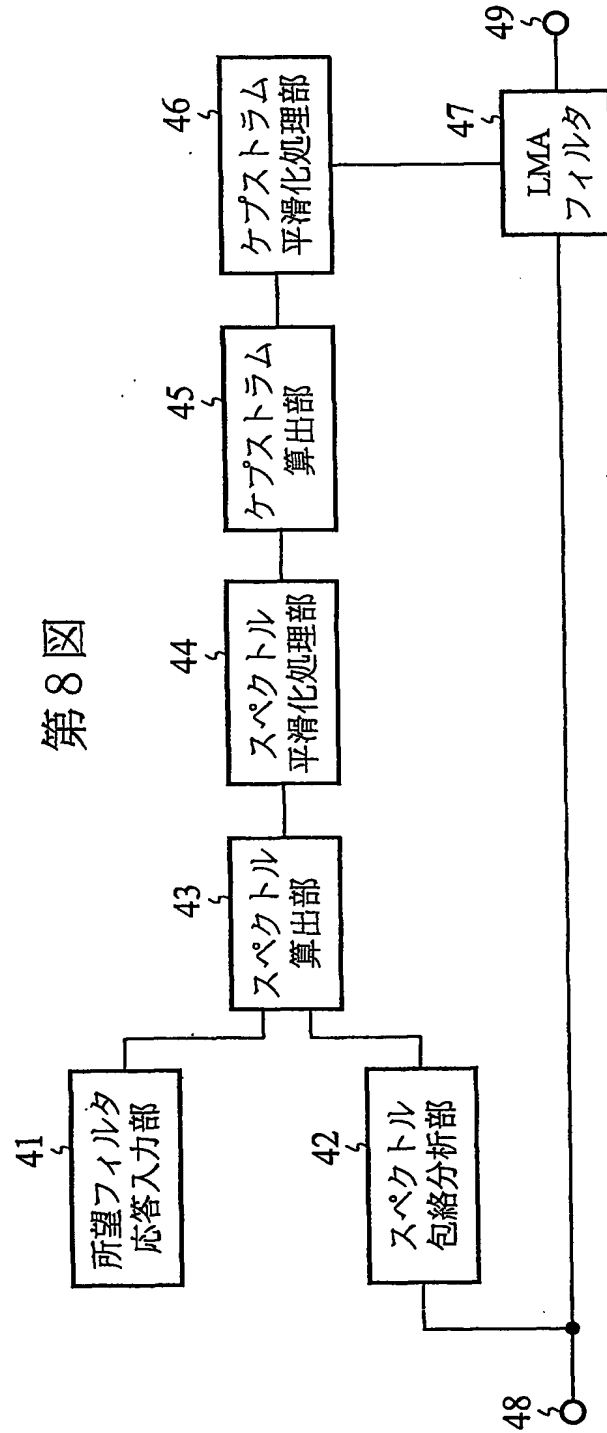 第8図
41
所望フィルタ
応答入力部
42
スペクトル
包絡分析部
43
スペクトル
算出部
44
スペクトル
平滑化処理部
45
ケプストラム
算出部
46
ケプストラム
平滑化処理部
47
LMA
フィルタ
48
49